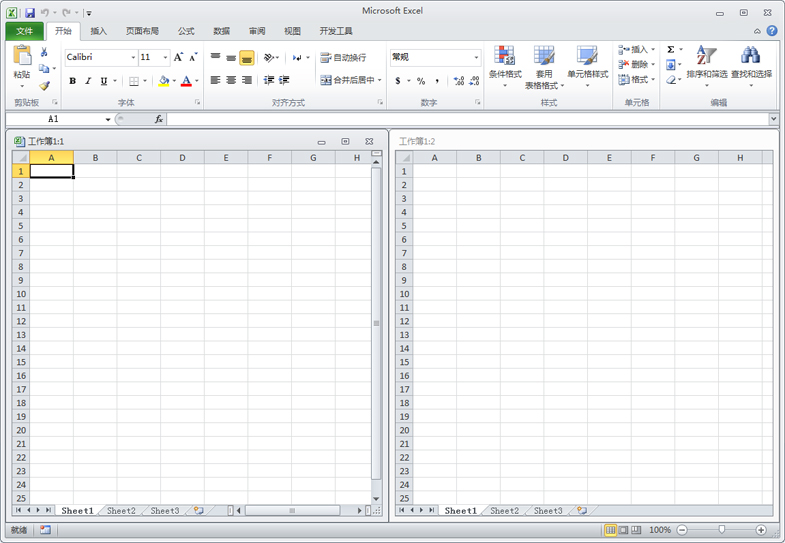 Microsoft Excel
文件 开始 插入 页面布局 公式 数据 审阅 视图 开发工具
粘贴 Calibri 11 A A 自动换行 常规 条件格式 套用 表格格式 单元格样式 插入 Σ 排序和筛选 查找和选择
B I U A 合并后居中 $ % , .00 .00 删除 格式
剪贴板 字体 对齐方式 数字 样式 单元格 编辑
A1 fx
工作簿1:1 工作簿1:2
A B C D E F G H A B C D E F G H
1 1
2 2
3 3
4 4
5 5
6 6
7 7
8 8
9 9
10 10
11 11
12 12
13 13
14 14
15 15
16 16
17 17
18 18
19 19
20 20
21 21
22 22
23 23
24 24
25 25
Sheet1 Sheet2 Sheet3 Sheet1 Sheet2 Sheet3
就绪 100%